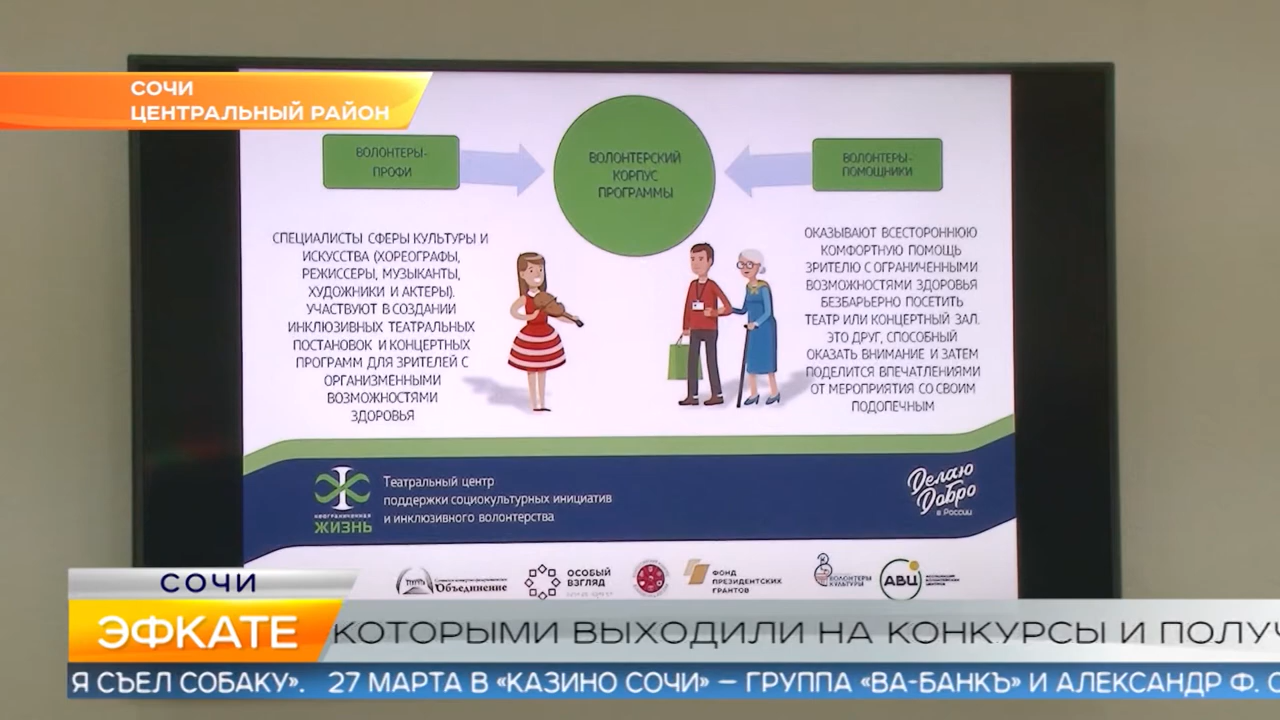 СОЧИ
ЦЕНТРАЛЬНЫЙ РАЙОН
ВОЛОНТЕРЫ-
ПРОФИ
ВОЛОНТЕРСКИЙ
КОРПУС
ПРОГРАММЫ
ВОЛОНТЕРЫ-
ПОМОЩНИКИ
СПЕЦИАЛИСТЫ СФЕРЫ КУЛЬТУРЫ И
ИСКУССТВА (ХОРЕОГРАФЫ,
РЕЖИССЕРЫ, МУЗЫКАНТЫ,
ХУДОЖНИКИ И АКТЕРЫ).
УЧАСТВУЮТ В СОЗДАНИИ
ИНКЛЮЗИВНЫХ ТЕАТРАЛЬНЫХ
ПОСТАНОВОК И КОНЦЕРТНЫХ
ПРОГРАММ ДЛЯ ЗРИТЕЛЕЙ С
ОРГАНИЗМЕННЫМИ
ВОЗМОЖНОСТЯМИ
ЗДОРОВЬЯ
ОКАЗЫВАЮТ ВСЕСТОРОННЮЮ
КОМФОРТНУЮ ПОМОЩЬ
ЗРИТЕЛЮ С ОГРАНИЧЕННЫМИ
ВОЗМОЖНОСТЯМИ ЗДОРОВЬЯ
БЕЗБАРЬЕРНО ПОСЕТИТЬ
ТЕАТР ИЛИ КОНЦЕРТНЫЙ ЗАЛ.
ЭТО ДРУГ, СПОСОБНЫЙ
ОКАЗАТЬ ВНИМАНИЕ И ЗАТЕМ
ПОДЕЛИТСЯ ВПЕЧАТЛЕНИЯМИ
ОТ МЕРОПРИЯТИЯ СО СВОИМ
ПОДОПЕЧНЫМ
неограниченная
ЖИЗНЬ
Театральный центр
поддержки социокультурных инициатив
и инклюзивного волонтерства
Делаю
Добро
в России
Объединение
ОСОБЫЙ
ВЗГЛЯД
ФОНД
ПРЕЗИДЕНТСКИХ
ГРАНТОВ
ВОЛОНТЕРЫ
КУЛЬТУРЫ
АВЦ
СОЧИ
ЭФКАТЕ
КОТОРЫМИ ВЫХОДИЛИ НА КОНКУРСЫ И ПОЛУЧ
Я СЪЕЛ СОБАКУ». 27 МАРТА В «КАЗИНО СОЧИ» – ГРУППА «ВА-БАНКЪ» И АЛЕКСАНДР Ф. С